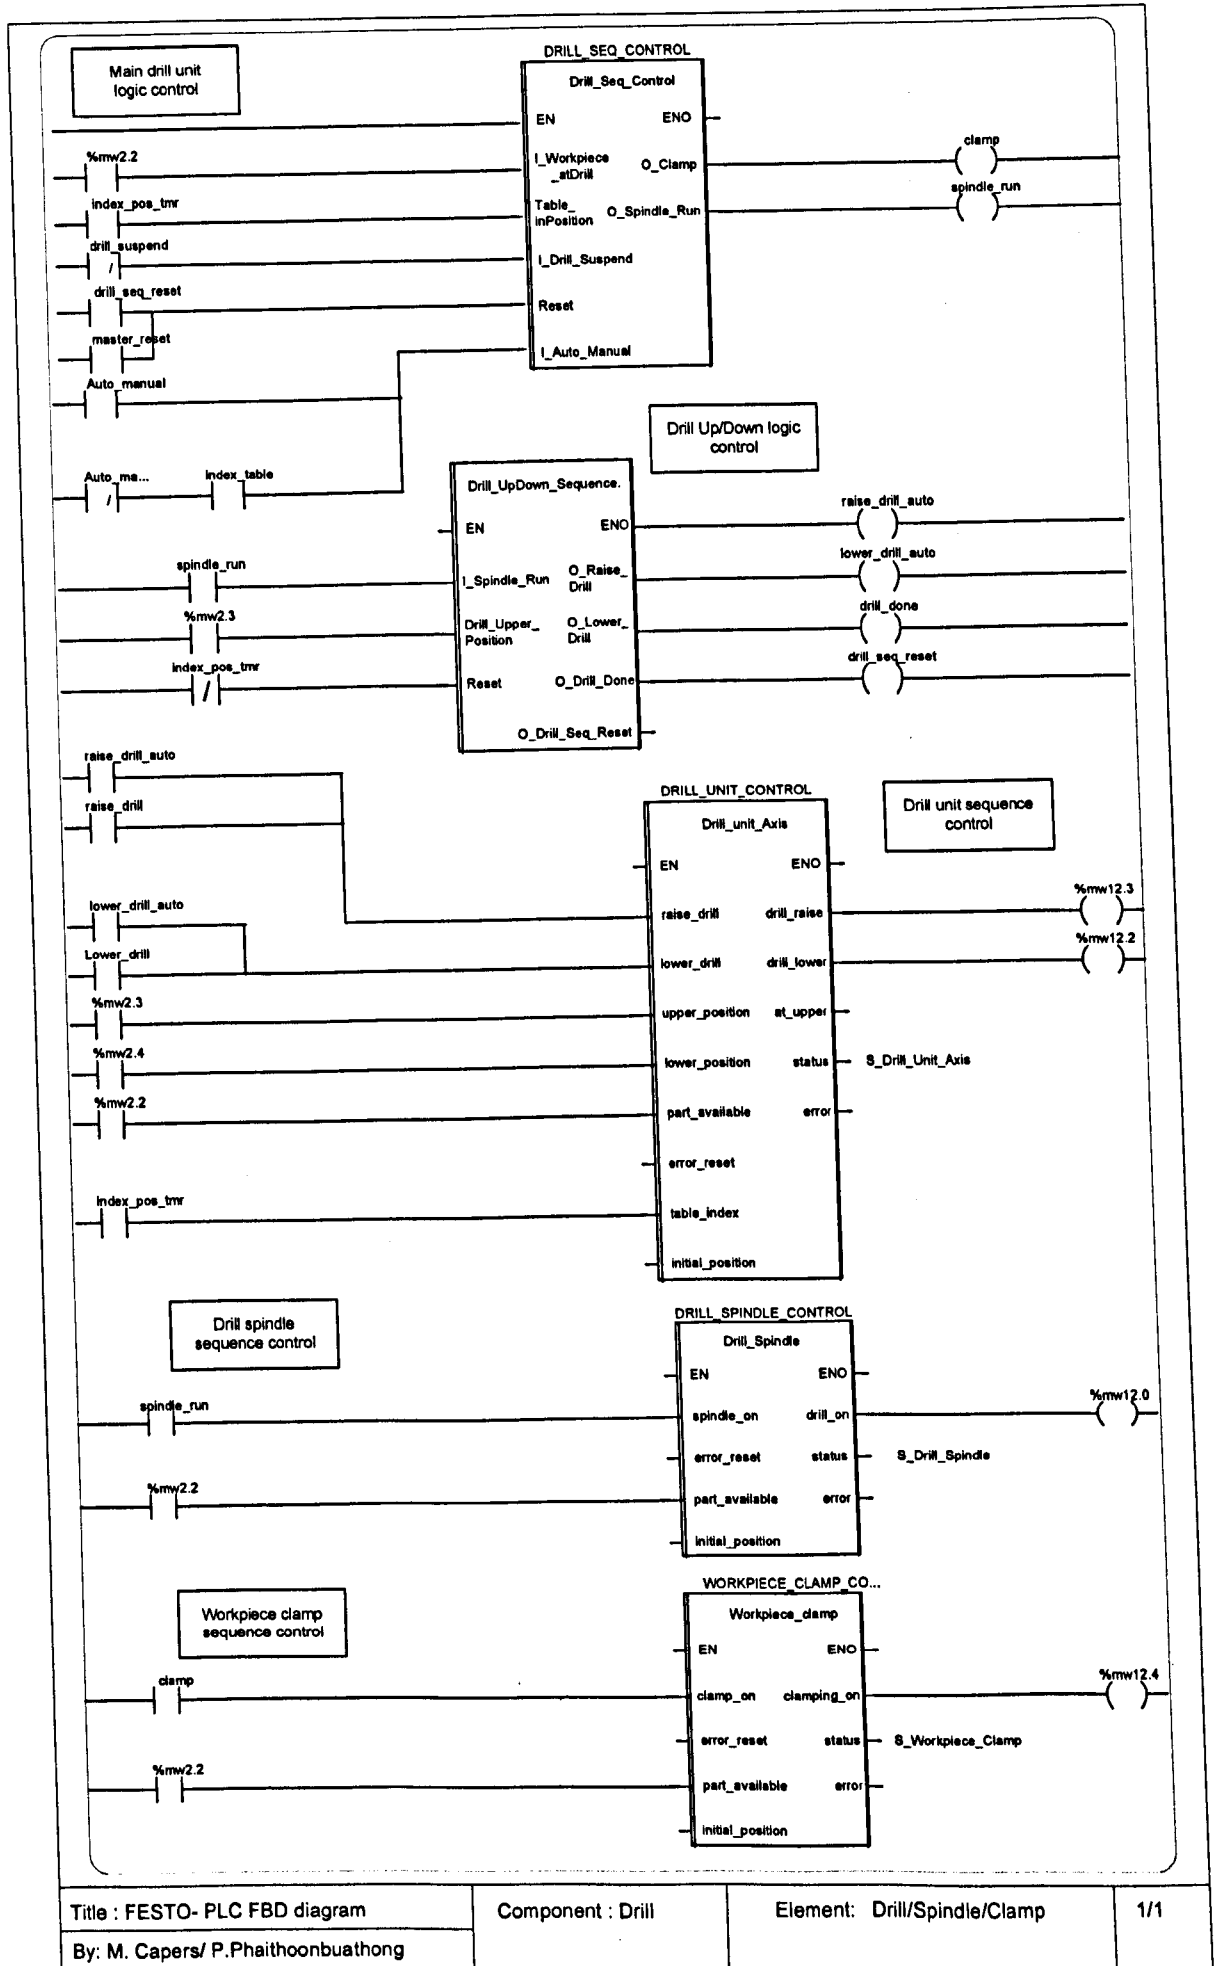 DRILL_SEQ_CONTROL
Main drill unit
logic control
Drill_Seq_Control
EN ENO
%mw2.2
I_Workpiece
_atDrill
O_Clamp
clamp
index_pos_tmr
Table_
inPosition
O_Spindle_Run
spindle_run
drill_suspend
I_Drill_Suspend
drill_seq_reset
Reset
master_reset
I_Auto_Manual
Auto_manual
Drill Up/Down logic
control
Auto_ma...
index_table
Drill_UpDown_Sequence.
EN ENO
raise_drill_auto
spindle_run
I_Spindle_Run
O_Raise_
Drill
lower_drill_auto
%mw2.3
Drill_Upper_
Position
O_Lower_
Drill
drill_done
index_pos_tmr
Reset
O_Drill_Done
drill_seq_reset
O_Drill_Seq_Reset
raise_drill_auto
raise_drill
DRILL_UNIT_CONTROL
Drill_unit_Axis
Drill unit sequence
control
EN ENO
lower_drill_auto
raise_drill
drill_raise
%mw12.3
Lower_drill
lower_drill
drill_lower
%mw12.2
%mw2.3
upper_position
at_upper
%mw2.4
lower_position
status
S_Drill_Unit_Axis
%mw2.2
part_available
error
error_reset
index_pos_tmr
table_index
initial_position
Drill spindle
sequence control
DRILL_SPINDLE_CONTROL
Drill_Spindle
EN ENO
spindle_run
spindle_on
drill_on
%mw12.0
error_reset
status
S_Drill_Spindle
%mw2.2
part_available
error
initial_position
Workpiece clamp
sequence control
WORKPIECE_CLAMP_CO...
Workpiece_clamp
EN ENO
clamp
clamp_on
clamping_on
%mw12.4
error_reset
status
S_Workpiece_Clamp
%mw2.2
part_available
error
initial_position
Title : FESTO- PLC FBD diagram
Component : Drill
Element: Drill/Spindle/Clamp
1/1
By: M. Capers/ P.Phaithoonbuathong